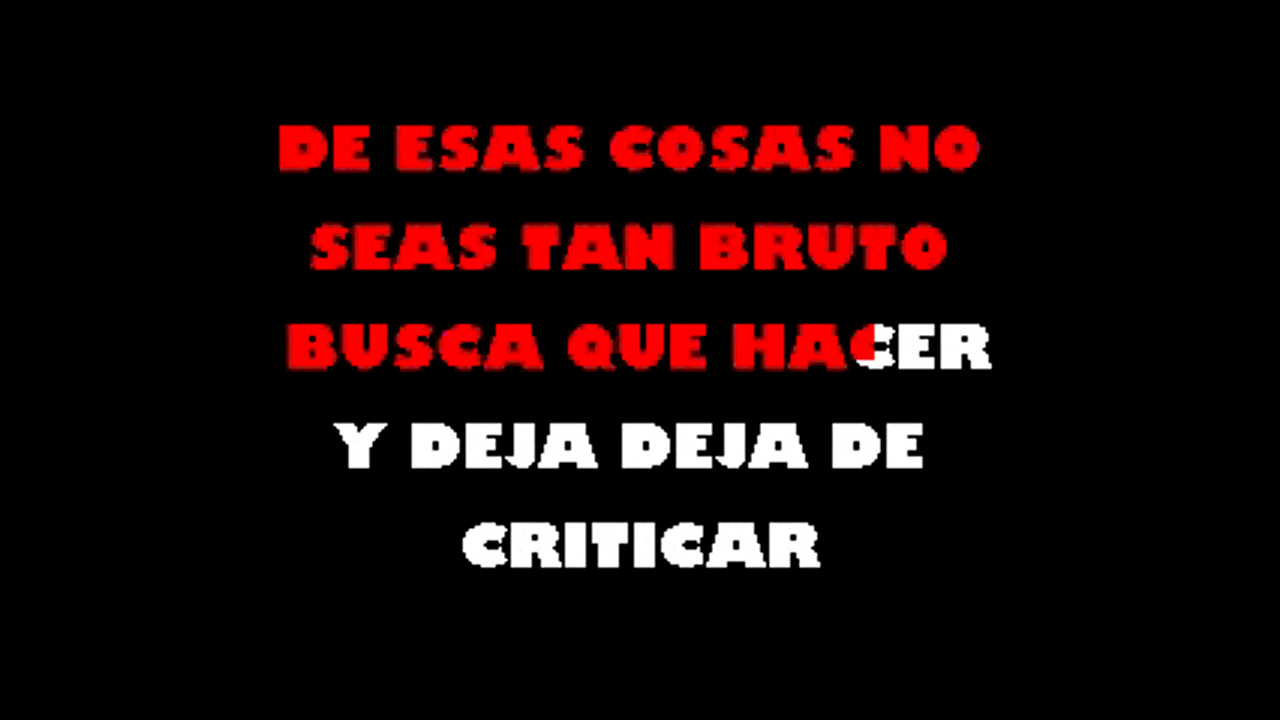 DE ESAS COSAS NO
SEAS TAN BRUTO
BUSCA QUE HACER
Y DEJA DEJA DE
CRITICAR